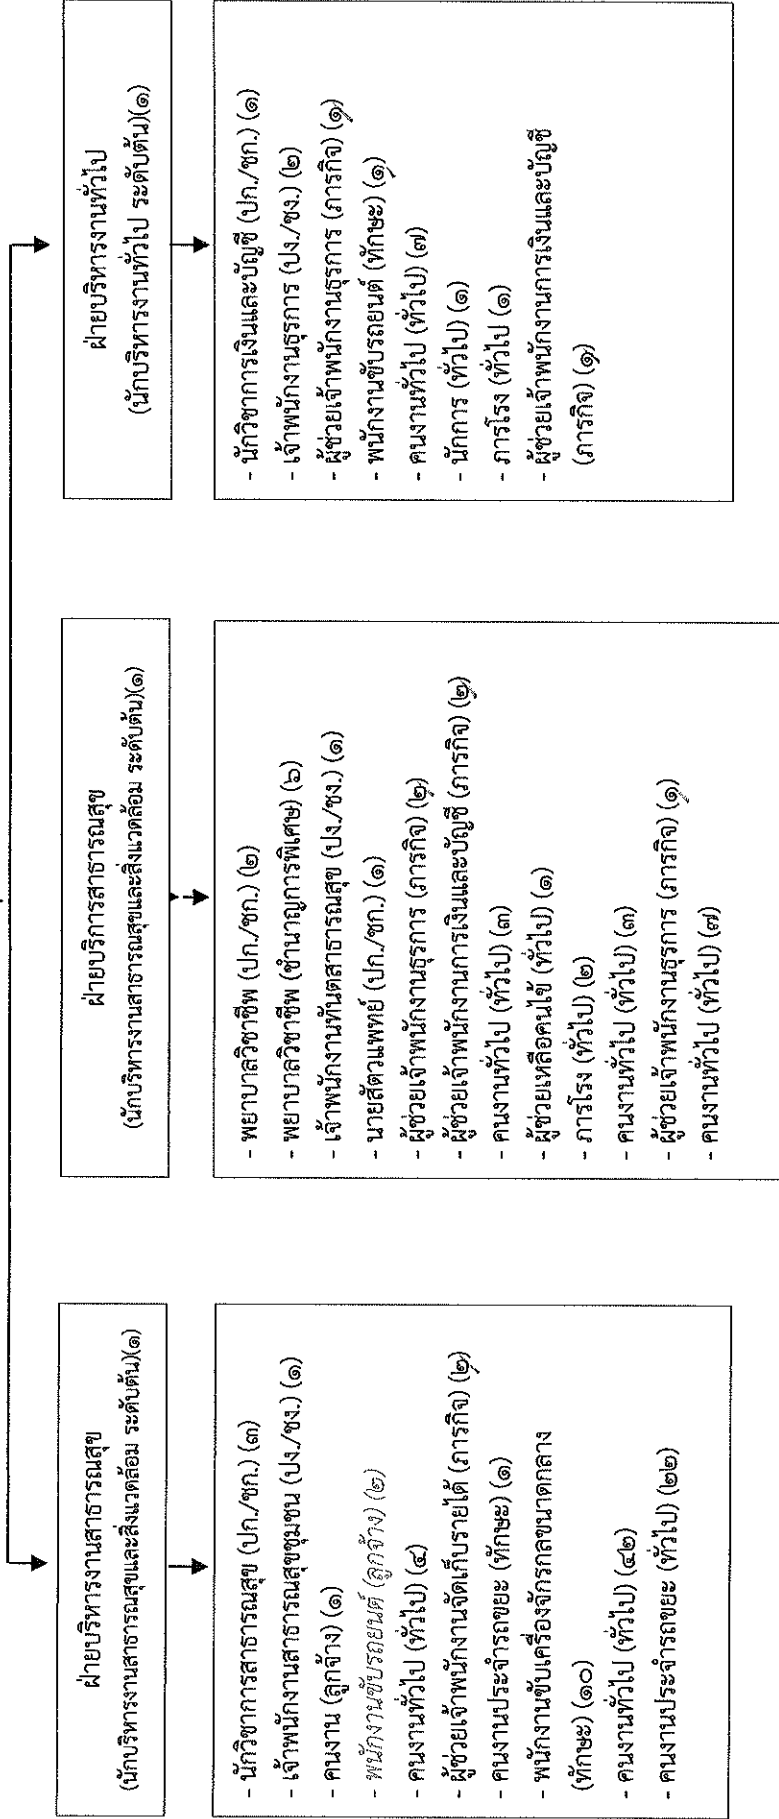 ฝ่ายบริหารงานสาธารณสุข
(นักบริหารงานสาธารณสุขและสิ่งแวดล้อม ระดับต้น)(๑)
- นักวิชาการสาธารณสุข (ปก./ชก.) (๓)
- เจ้าพนักงานสาธารณสุขชุมชน (ปง./ชง.) (๑)
- คนงาน (ลูกจ้าง) (๑)
- พนักงานขับรถยนต์ (ลูกจ้าง) (๒)
- คนงานทั่วไป (ทั่วไป) (๔)
- ผู้ช่วยเจ้าพนักงานจัดเก็บรายได้ (ภารกิจ) (๒)
- คนงานประจำรถขยะ (ทักษะ) (๑)
- พนักงานขับเครื่องจักรกลขนาดกลาง
(ทักษะ) (๑๐)
- คนงานทั่วไป (ทั่วไป) (๔๒)
- คนงานประจำรถขยะ (ทั่วไป) (๒๒)
ฝ่ายบริการสาธารณสุข
(นักบริหารงานสาธารณสุขและสิ่งแวดล้อม ระดับต้น)(๑)
- พยาบาลวิชาชีพ (ปก./ชก.) (๒)
- พยาบาลวิชาชีพ (ชำนาญการพิเศษ) (๖)
- เจ้าพนักงานทันตสาธารณสุข (ปง./ชง.) (๑)
- นายสัตวแพทย์ (ปก./ชก.) (๑)
- ผู้ช่วยเจ้าพนักงานธุรการ (ภารกิจ) (๒)
- ผู้ช่วยเจ้าพนักงานการเงินและบัญชี (ภารกิจ) (๒)
- คนงานทั่วไป (ทั่วไป) (๓)
- ผู้ช่วยเหลือคนไข้ (ทั่วไป) (๑)
- ภารโรง (ทั่วไป) (๒)
- คนงานทั่วไป (ทั่วไป) (๓)
- ผู้ช่วยเจ้าพนักงานธุรการ (ภารกิจ) (๑)
- คนงานทั่วไป (ทั่วไป) (๗)
ฝ่ายบริหารงานทั่วไป
(นักบริหารงานทั่วไป ระดับต้น)(๑)
- นักวิชาการเงินและบัญชี (ปก./ชก.) (๑)
- เจ้าพนักงานธุรการ (ปง./ชง.) (๒)
- ผู้ช่วยเจ้าพนักงานธุรการ (ภารกิจ) (๑)
- พนักงานขับรถยนต์ (ทักษะ) (๑)
- คนงานทั่วไป (ทั่วไป) (๗)
- นักการ (ทั่วไป) (๑)
- ภารโรง (ทั่วไป (๑)
- ผู้ช่วยเจ้าพนักงานการเงินและบัญชี
(ภารกิจ) (๑)